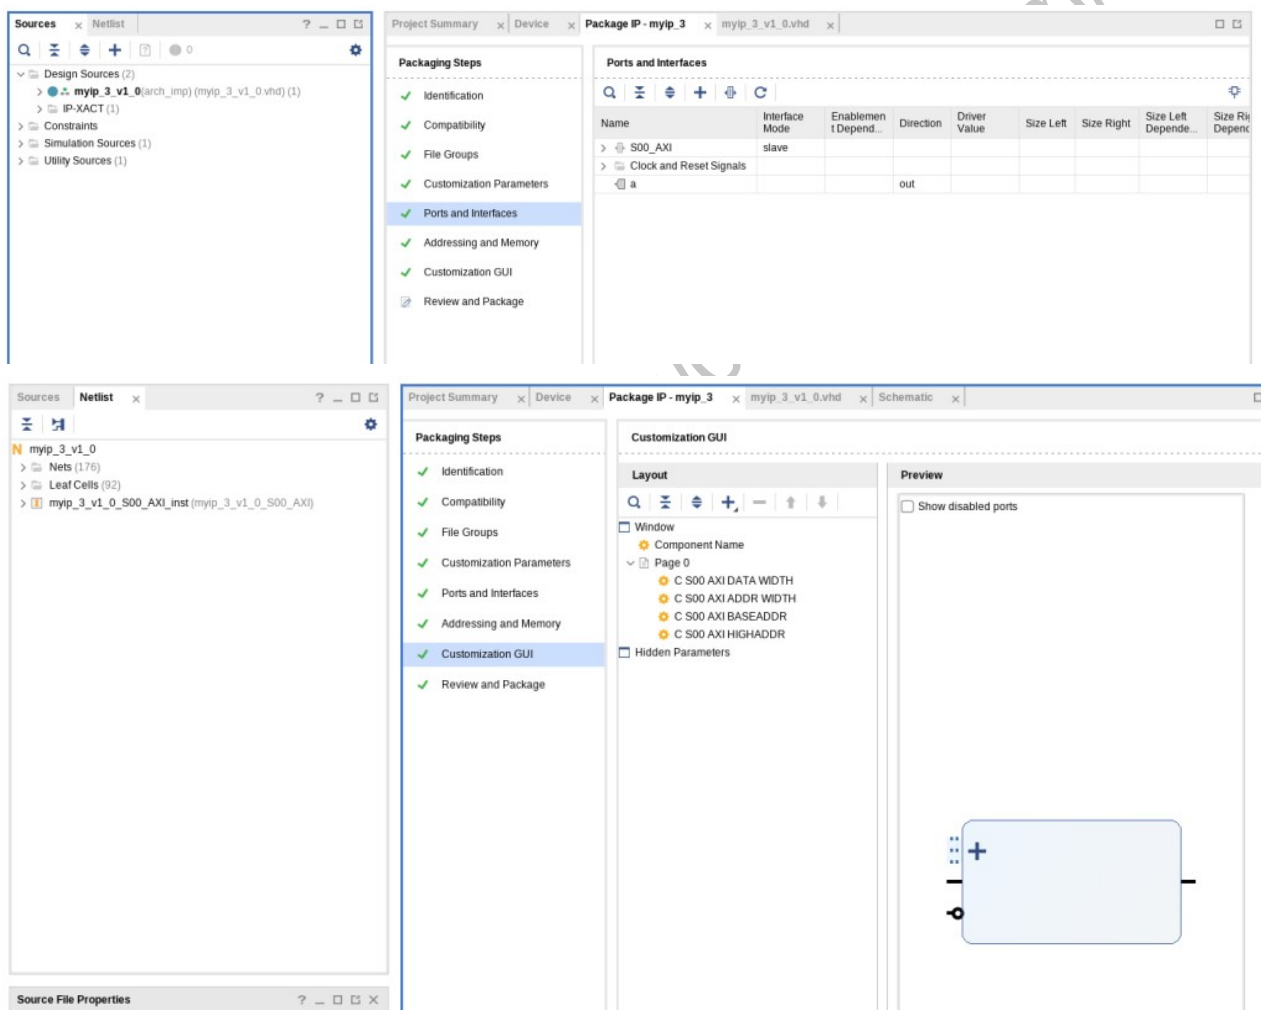 Sources Netlist
Project Summary Device Package IP - myip_3 myip_3_v1_0.vhd
0
Design Sources (2)
myip_3_v1_0(arch_imp) (myip_3_v1_0.vhd) (1)
IP-XACT (1)
Constraints
Simulation Sources (1)
Utility Sources (1)
Packaging Steps
Identification
Compatibility
File Groups
Customization Parameters
Ports and Interfaces
Addressing and Memory
Customization GUI
Review and Package
Ports and Interfaces
Name Interface Mode Enablemen t Depend... Direction Driver Value Size Left Size Right Size Left Depende... Size Rig Depend
S00_AXI slave
Clock and Reset Signals
a out
Sources Netlist
Project Summary Device Package IP - myip_3 myip_3_v1_0.vhd Schematic
N myip_3_v1_0
Nets (176)
Leaf Cells (92)
myip_3_v1_0_S00_AXI_inst (myip_3_v1_0_S00_AXI)
Source File Properties
Packaging Steps
Identification
Compatibility
File Groups
Customization Parameters
Ports and Interfaces
Addressing and Memory
Customization GUI
Review and Package
Customization GUI
Layout
Window
Component Name
Page 0
C S00 AXI DATA WIDTH
C S00 AXI ADDR WIDTH
C S00 AXI BASEADDR
C S00 AXI HIGHADDR
Hidden Parameters
Preview
Show disabled ports